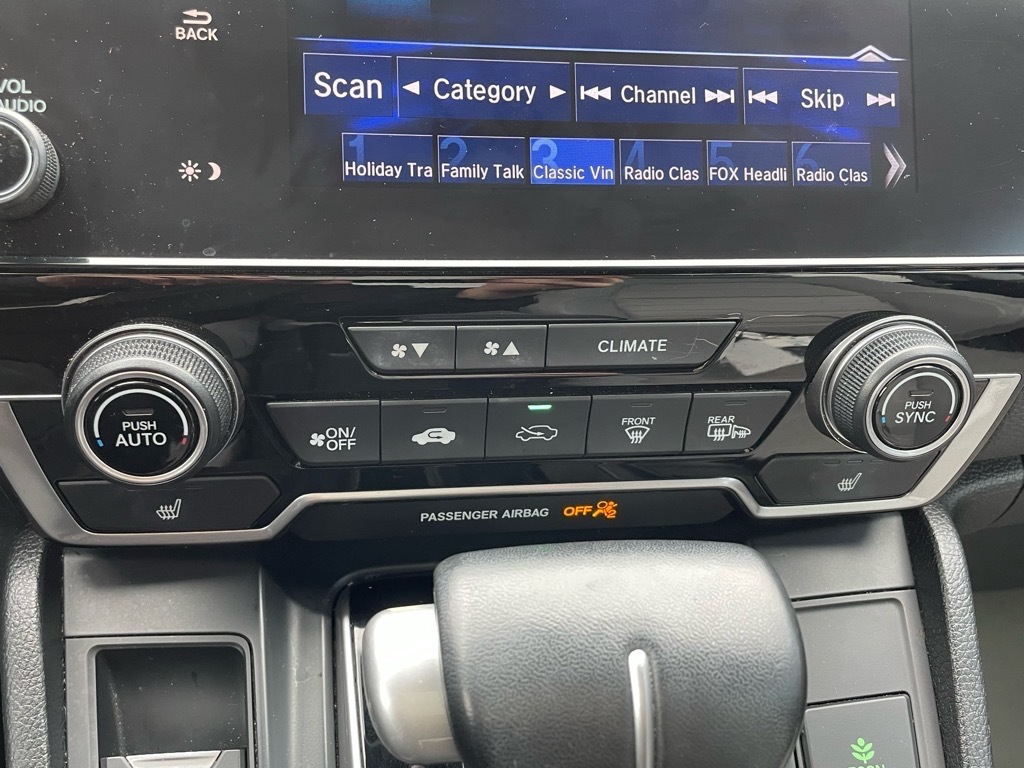 BACK
VOL
AUDIO
Scan Category Channel Skip
1 2 3 4 5 6
Holiday Tra Family Talk Classic Vin Radio Clas FOX Headli Radio Clas
CLIMATE
PUSH
AUTO
ON/
OFF
FRONT
REAR
PUSH
SYNC
PASSENGER AIRBAG OFF